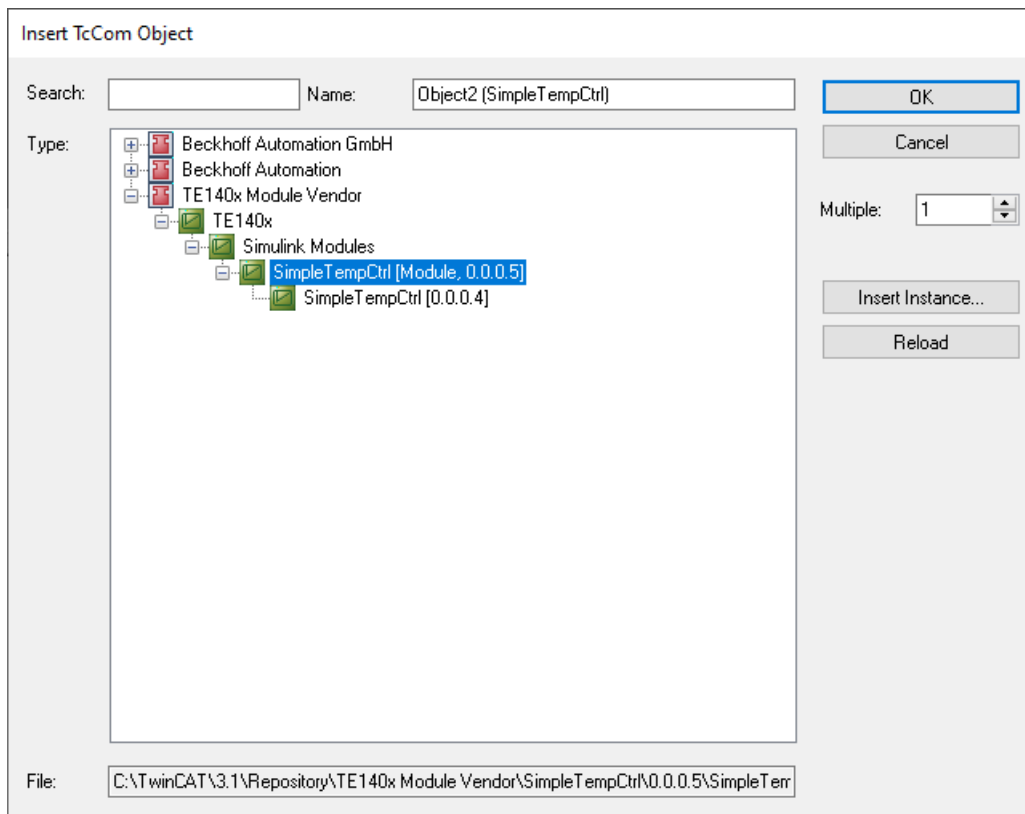 Insert TcCom Object
Search:
Name: Object2 (SimpleTempCtrl)
OK
Type:
Beckhoff Automation GmbH
Cancel
Beckhoff Automation
TE140x Module Vendor
Multiple: 1
TE140x
Simulink Modules
SimpleTempCtrl [Module, 0.0.0.5]
SimpleTempCtrl [0.0.0.4]
Insert Instance...
Reload
File: C:\TwinCAT\3.1\Repository\TE140x Module Vendor\SimpleTempCtrl\0.0.0.5\SimpleTem